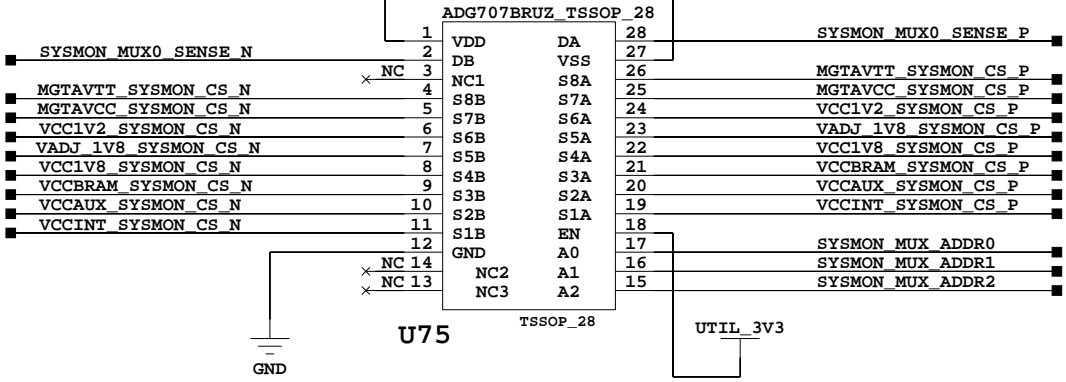 ADG707BRUZ_TSSOP_28
1 VDD DA 28 SYSMON_MUX0_SENSE_P
SYSMON_MUX0_SENSE_N 2 DB VSS 27
NC 3 NC1 S8A 26 MGTAVTT_SYSMON_CS_P
MGTAVTT_SYSMON_CS_N 4 S8B S7A 25 MGTAVCC_SYSMON_CS_P
MGTAVCC_SYSMON_CS_N 5 S7B S6A 24 VCC1V2_SYSMON_CS_P
VCC1V2_SYSMON_CS_N 6 S6B S5A 23 VADJ_1V8_SYSMON_CS_P
VADJ_1V8_SYSMON_CS_N 7 S5B S4A 22 VCC1V8_SYSMON_CS_P
VCC1V8_SYSMON_CS_N 8 S4B S3A 21 VCCBRAM_SYSMON_CS_P
VCCBRAM_SYSMON_CS_N 9 S3B S2A 20 VCCAUX_SYSMON_CS_P
VCCAUX_SYSMON_CS_N 10 S2B S1A 19 VCCINT_SYSMON_CS_P
VCCINT_SYSMON_CS_N 11 S1B EN 18
12 GND A0 17 SYSMON_MUX_ADDR0
NC 14 NC2 A1 16 SYSMON_MUX_ADDR1
NC 13 NC3 A2 15 SYSMON_MUX_ADDR2
TSSOP_28
U75 UTIL_3V3
GND